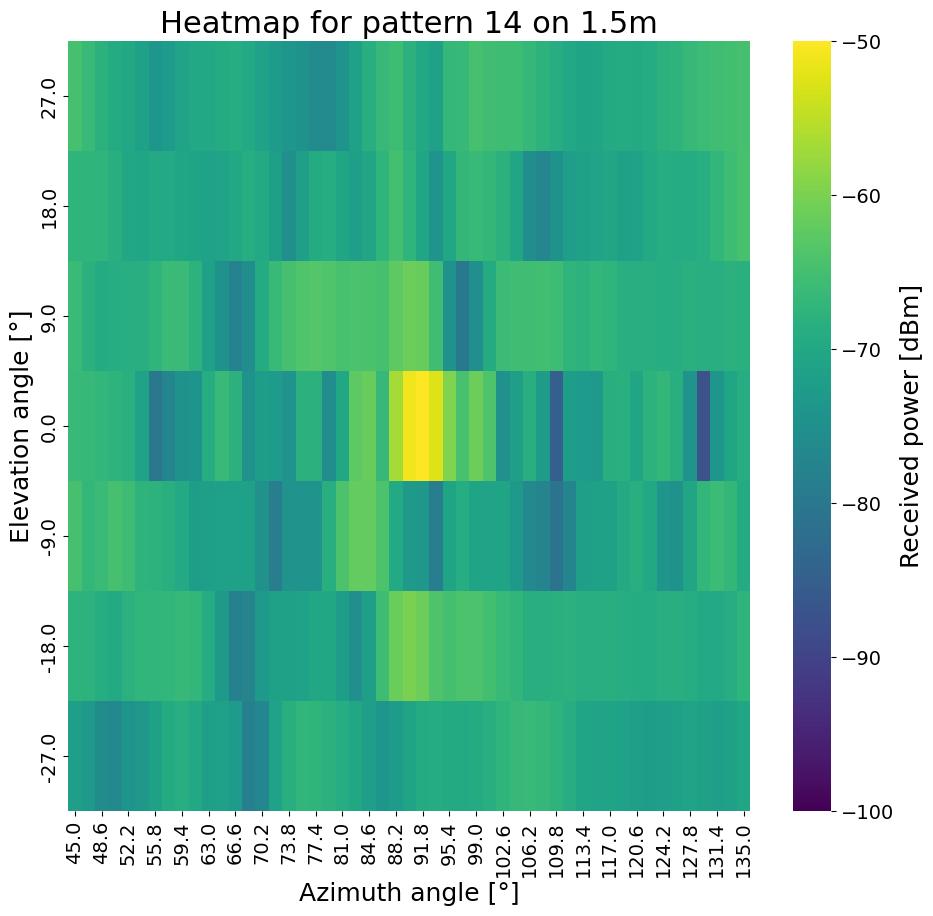 Heatmap for pattern 14 on 1.5m
Elevation angle [°]
27.0
18.0
9.0
0.0
-9.0
-18.0
-27.0
45.0 48.6 52.2 55.8 59.4 63.0 66.6 70.2 73.8 77.4 81.0 84.6 88.2 91.8 95.4 99.0 102.6 106.2 109.8 113.4 117.0 120.6 124.2 127.8 131.4 135.0
Azimuth angle [°]
−50
−60
−70
−80
−90
−100
Received power [dBm]